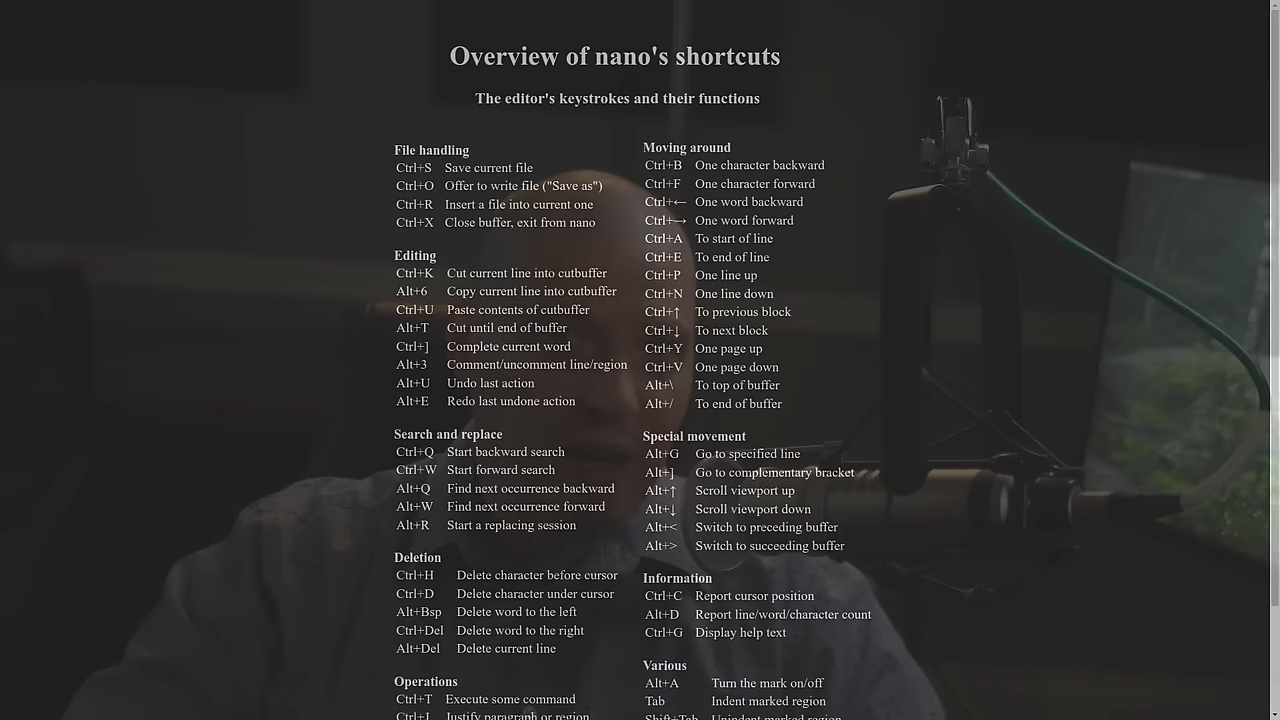 Overview of nano's shortcuts
The editor's keystrokes and their functions
File handling
Ctrl+S Save current file
Ctrl+O Offer to write file ("Save as")
Ctrl+R Insert a file into current one
Ctrl+X Close buffer, exit from nano
Editing
Ctrl+K Cut current line into cutbuffer
Alt+6 Copy current line into cutbuffer
Ctrl+U Paste contents of cutbuffer
Alt+T Cut until end of buffer
Ctrl+] Complete current word
Alt+3 Comment/uncomment line/region
Alt+U Undo last action
Alt+E Redo last undone action
Search and replace
Ctrl+Q Start backward search
Ctrl+W Start forward search
Alt+Q Find next occurrence backward
Alt+W Find next occurrence forward
Alt+R Start a replacing session
Deletion
Ctrl+H Delete character before cursor
Ctrl+D Delete character under cursor
Alt+Bsp Delete word to the left
Ctrl+Del Delete word to the right
Alt+Del Delete current line
Operations
Ctrl+T Execute some command
Ctrl+J Justify paragraph or region
Moving around
Ctrl+B One character backward
Ctrl+F One character forward
Ctrl+← One word backward
Ctrl+→ One word forward
Ctrl+A To start of line
Ctrl+E To end of line
Ctrl+P One line up
Ctrl+N One line down
Ctrl+↑ To previous block
Ctrl+↓ To next block
Ctrl+Y One page up
Ctrl+V One page down
Alt+\ To top of buffer
Alt+/ To end of buffer
Special movement
Alt+G Go to specified line
Alt+] Go to complementary bracket
Alt+↑ Scroll viewport up
Alt+↓ Scroll viewport down
Alt+< Switch to preceding buffer
Alt+> Switch to succeeding buffer
Information
Ctrl+C Report cursor position
Alt+D Report line/word/character count
Ctrl+G Display help text
Various
Alt+A Turn the mark on/off
Tab Indent marked region
Shift+Tab Unindent marked region